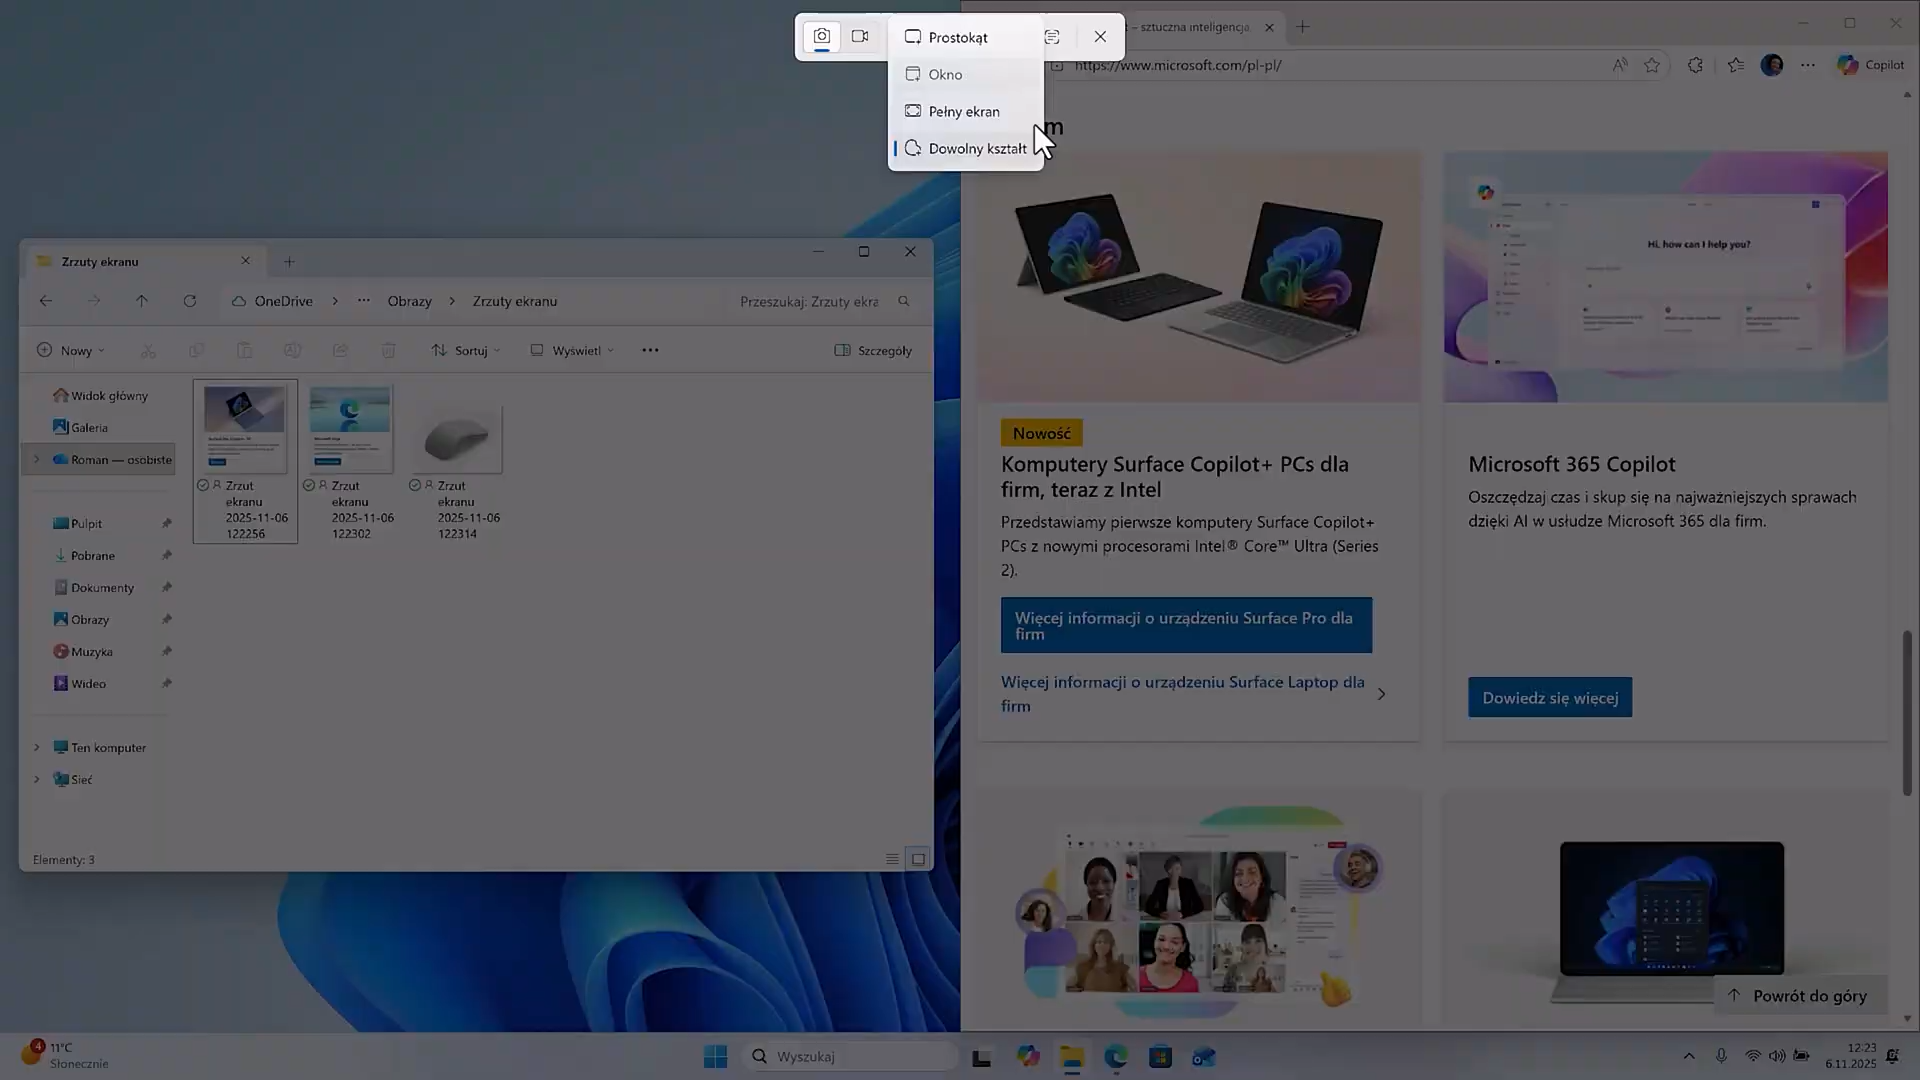 Prostokąt
Okno
Pełny ekran
Dowolny kształt
t – sztuczna inteligencja,
https://www.microsoft.com/pl-pl/
Copilot
m
Zrzuty ekranu
OneDrive
Obrazy
Zrzuty ekranu
Przeszukaj: Zrzuty ekra
Nowy
Sortuj
Wyświetl
Szczegóły
Widok główny
Galeria
Roman — osobiste
Pulpit
Pobrane
Dokumenty
Obrazy
Muzyka
Wideo
Ten komputer
Sieć
Zrzut
ekranu
2025-11-06
122256
Zrzut
ekranu
2025-11-06
122302
Zrzut
ekranu
2025-11-06
122314
Elementy: 3
Nowość
Komputery Surface Copilot+ PCs dla
firm, teraz z Intel
Przedstawiamy pierwsze komputery Surface Copilot+
PCs z nowymi procesorami Intel® Core™ Ultra (Series
2).
Więcej informacji o urządzeniu Surface Pro dla
firm
Więcej informacji o urządzeniu Surface Laptop dla
firm
Hi, how can I help you?
Microsoft 365 Copilot
Oszczędzaj czas i skup się na najważniejszych sprawach
dzięki AI w usłudze Microsoft 365 dla firm.
Dowiedz się więcej
Powrót do góry
4
11°C
Słonecznie
Wyszukaj
12:23
6.11.2025